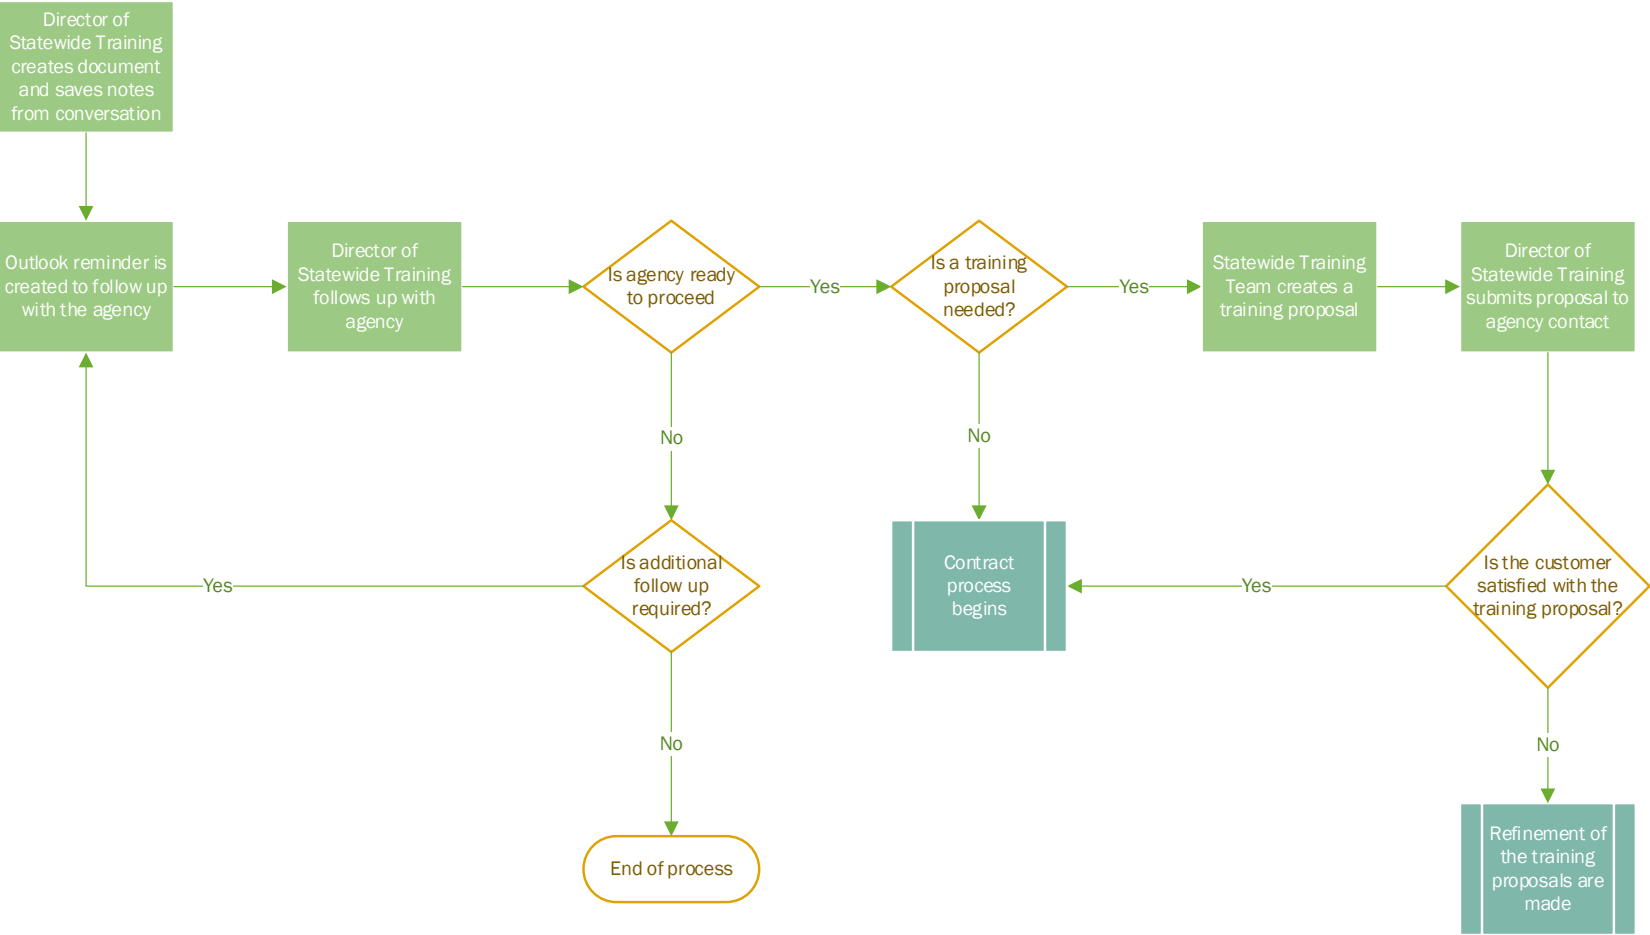 Director of
Statewide Training
creates document
and saves notes
from conversation
Outlook reminder is
created to follow up
with the agency
Director of
Statewide Training
follows up with
agency
Is agency ready
to proceed
Yes
Is a training
proposal
needed?
Yes
Statewide Training
Team creates a
training proposal
Director of
Statewide Training
submits proposal to
agency contact
No
No
Yes
Is additional
follow up
required?
Contract
process
begins
Yes
Is the customer
satisfied with the
training proposal?
No
No
End of process
Refinement of
the training
proposals are
made